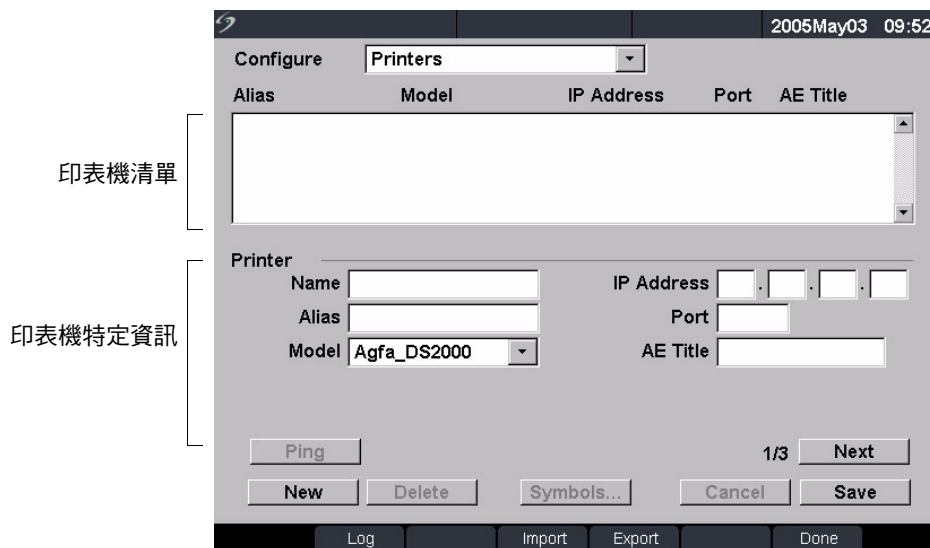 2005May03 09:52
Configure Printers
Alias Model IP Address Port AE Title
印表機清單
Printer
Name IP Address . . .
Alias Port
印表機特定資訊
Model Agfa_DS2000 AE Title
Ping 1/3 Next
New Delete Symbols... Cancel Save
Log Import Export Done